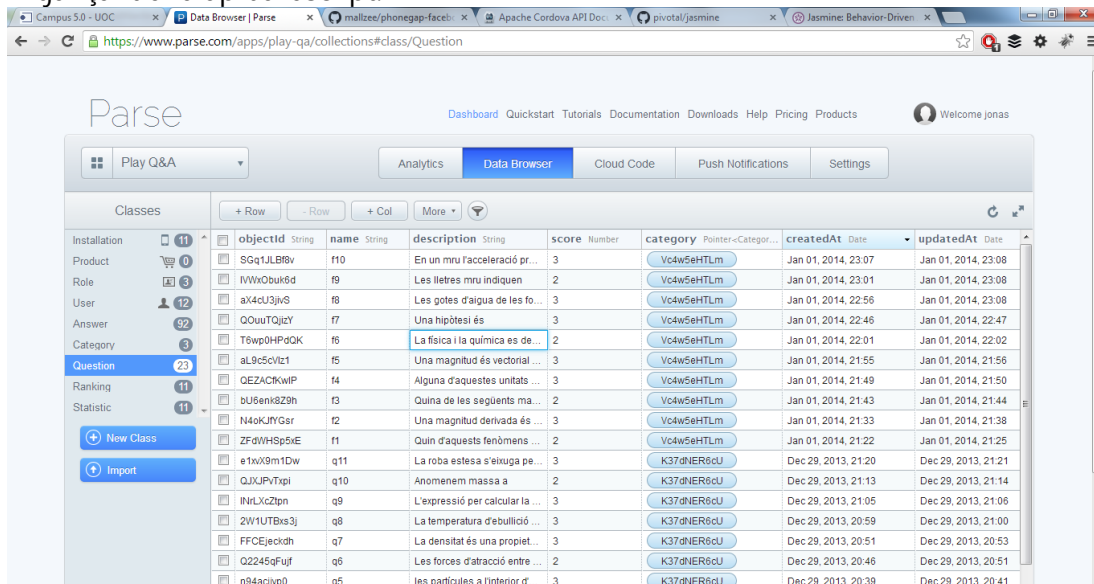 Campus 5.0 - UOC Data Browser | Parse mallzee/phonegap-facebo Apache Cordova API Docu pivotal/jasmine Jasmine: Behavior-Driven
https://www.parse.com/apps/play-qa/collections#class/Question
Parse
Dashboard Quickstart Tutorials Documentation Downloads Help Pricing Products Welcome jonas
Play Q&A Analytics Data Browser Cloud Code Push Notifications Settings
Classes + Row - Row + Col More
objectId String name String description String score Number category Pointer<Categor... createdAt Date updatedAt Date
Installation 11
Product 0
Role 3
User 12
Answer 92
Category 3
Question 23
Ranking 11
Statistic 11
New Class
Import
SGq1JLBf8v f10 En un mru l'acceleració pr... 3 Vc4w5eHTLm Jan 01, 2014, 23:07 Jan 01, 2014, 23:08
IVWxObuk6d f9 Les lletres mru indiquen 2 Vc4w5eHTLm Jan 01, 2014, 23:01 Jan 01, 2014, 23:08
aX4cU3jivS f8 Les gotes d'aigua de les fo... 3 Vc4w5eHTLm Jan 01, 2014, 22:56 Jan 01, 2014, 23:08
QOuuTQjizY f7 Una hipòtesi és 3 Vc4w5eHTLm Jan 01, 2014, 22:46 Jan 01, 2014, 22:47
T6wp0HPdQK f6 La física i la química es de... 2 Vc4w5eHTLm Jan 01, 2014, 22:01 Jan 01, 2014, 22:02
aL9c5cVlz1 f5 Una magnitud és vectorial ... 3 Vc4w5eHTLm Jan 01, 2014, 21:55 Jan 01, 2014, 21:56
QEZACfKwIP f4 Alguna d'aquestes unitats ... 3 Vc4w5eHTLm Jan 01, 2014, 21:49 Jan 01, 2014, 21:50
bU6enk8Z9h f3 Quina de les següents ma... 2 Vc4w5eHTLm Jan 01, 2014, 21:43 Jan 01, 2014, 21:44
N4oKJfYGsr f2 Una magnitud derivada és 3 Vc4w5eHTLm Jan 01, 2014, 21:33 Jan 01, 2014, 21:38
ZFdWHSp5xE f1 Quin d'aquests fenòmens ... 2 Vc4w5eHTLm Jan 01, 2014, 21:22 Jan 01, 2014, 21:25
e1xvX9m1Dw q11 La roba estesa s'eixuga pe... 3 K37dNER6cU Dec 29, 2013, 21:20 Dec 29, 2013, 21:21
QJXJPvTxpi q10 Anomenem massa a 2 K37dNER6cU Dec 29, 2013, 21:13 Dec 29, 2013, 21:14
INrLXcZtpn q9 L'expressió per calcular la ... 3 K37dNER6cU Dec 29, 2013, 21:05 Dec 29, 2013, 21:06
2W1UTBxs3j q8 La temperatura d'ebullició ... 3 K37dNER6cU Dec 29, 2013, 20:59 Dec 29, 2013, 21:00
FFCEjeckdh q7 La densitat és una propiet... 3 K37dNER6cU Dec 29, 2013, 20:51 Dec 29, 2013, 20:53
Q2245qFujf q6 Les forces d'atracció entre ... 2 K37dNER6cU Dec 29, 2013, 20:46 Dec 29, 2013, 20:51
n94acjivp0 q5 les partícules a l'interior d' 3 K37dNER6cU Dec 29, 2013, 20:39 Dec 29, 2013, 20:41